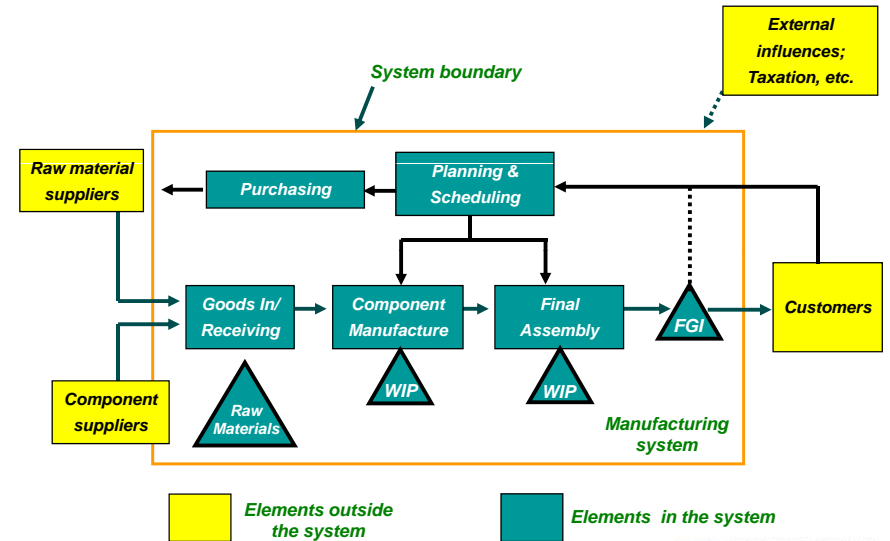 External
influences;
Taxation, etc.
System boundary
Raw material
suppliers
Purchasing
Planning &
Scheduling
Goods In/
Receiving
Component
Manufacture
Final
Assembly
FGI
Customers
Raw
Materials
WIP
WIP
Component
suppliers
Manufacturing
system
Elements outside
the system
Elements in the system